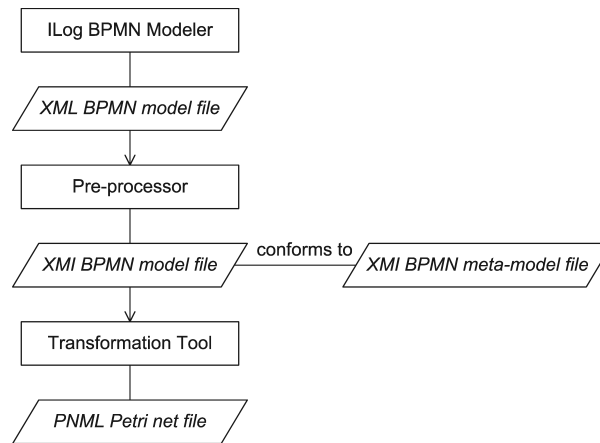 ILog BPMN Modeler
XML BPMN model file
Pre-processor
conforms to
XMI BPMN model file
XMI BPMN meta-model file
Transformation Tool
PNML Petri net file